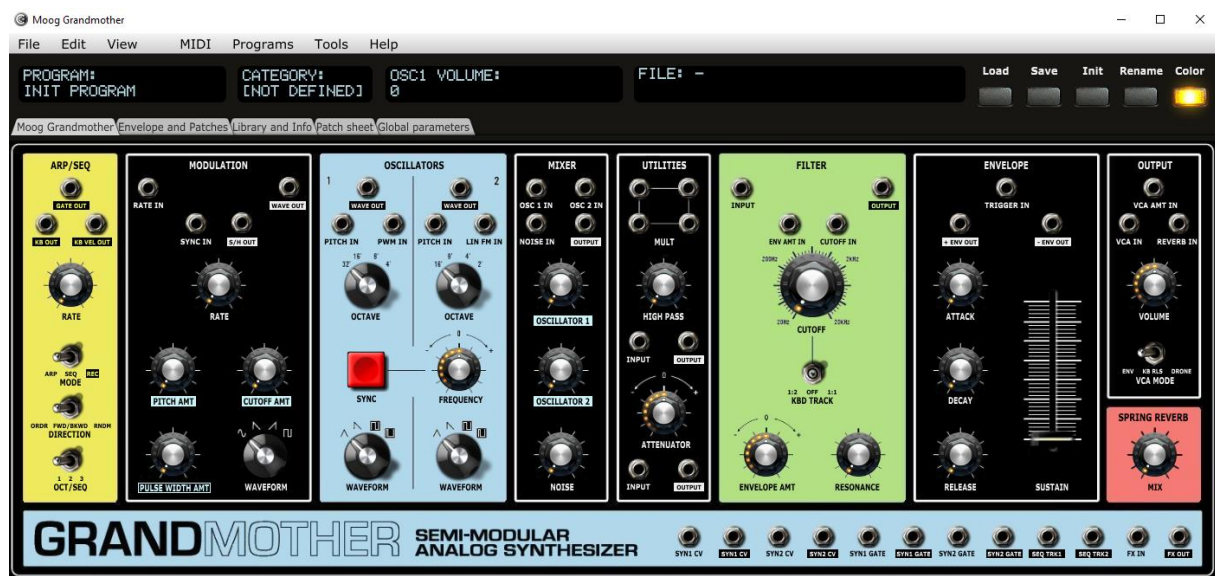 Moog Grandmother
File Edit View MIDI Programs Tools Help
PROGRAM:
INIT PROGRAM
CATEGORY:
[NOT DEFINED]
OSC1 VOLUME:
0
FILE: -
Load Save Init Rename Color
Moog Grandmother Envelope and Patches Library and Info Patch sheet Global parameters
ARP/SEQ
GATE OUT
KB OUT KB VEL OUT
RATE
ARP SEQ REC
MODE
ORDR FWD/BKWD RNDM
DIRECTION
1 2 3
OCT/SEQ
MODULATION
RATE IN WAVE OUT
SYNC IN S/H OUT
RATE
PITCH AMT CUTOFF AMT
PULSE WIDTH AMT WAVEFORM
OSCILLATORS
1 2
WAVE OUT WAVE OUT
PITCH IN PWM IN PITCH IN LIN FM IN
32' 16' 8' 4' 16' 8' 4' 2'
OCTAVE OCTAVE
- 0 +
SYNC FREQUENCY
WAVEFORM WAVEFORM
MIXER
OSC 1 IN OSC 2 IN
NOISE IN OUTPUT
OSCILLATOR 1
OSCILLATOR 2
NOISE
UTILITIES
MULT
HIGH PASS
INPUT OUTPUT
- 0 +
ATTENUATOR
INPUT OUTPUT
FILTER
INPUT OUTPUT
ENV AMT IN CUTOFF IN
200Hz 2kHz
20Hz 20kHz
CUTOFF
1:2 OFF 1:1
KBD TRACK
- 0 +
ENVELOPE AMT RESONANCE
ENVELOPE
TRIGGER IN
+ ENV OUT - ENV OUT
ATTACK
DECAY
RELEASE SUSTAIN
OUTPUT
VCA AMT IN
VCA IN REVERB IN
VOLUME
ENV KB RLS DRONE
VCA MODE
SPRING REVERB
MIX
GRANDMOTHER
SEMI-MODULAR
ANALOG SYNTHESIZER
SYN1 CV SYN1 CV SYN2 CV SYN2 CV SYN1 GATE SYN1 GATE SYN2 GATE SYN2 GATE SEQ TRK1 SEQ TRK2 FX IN FX OUT